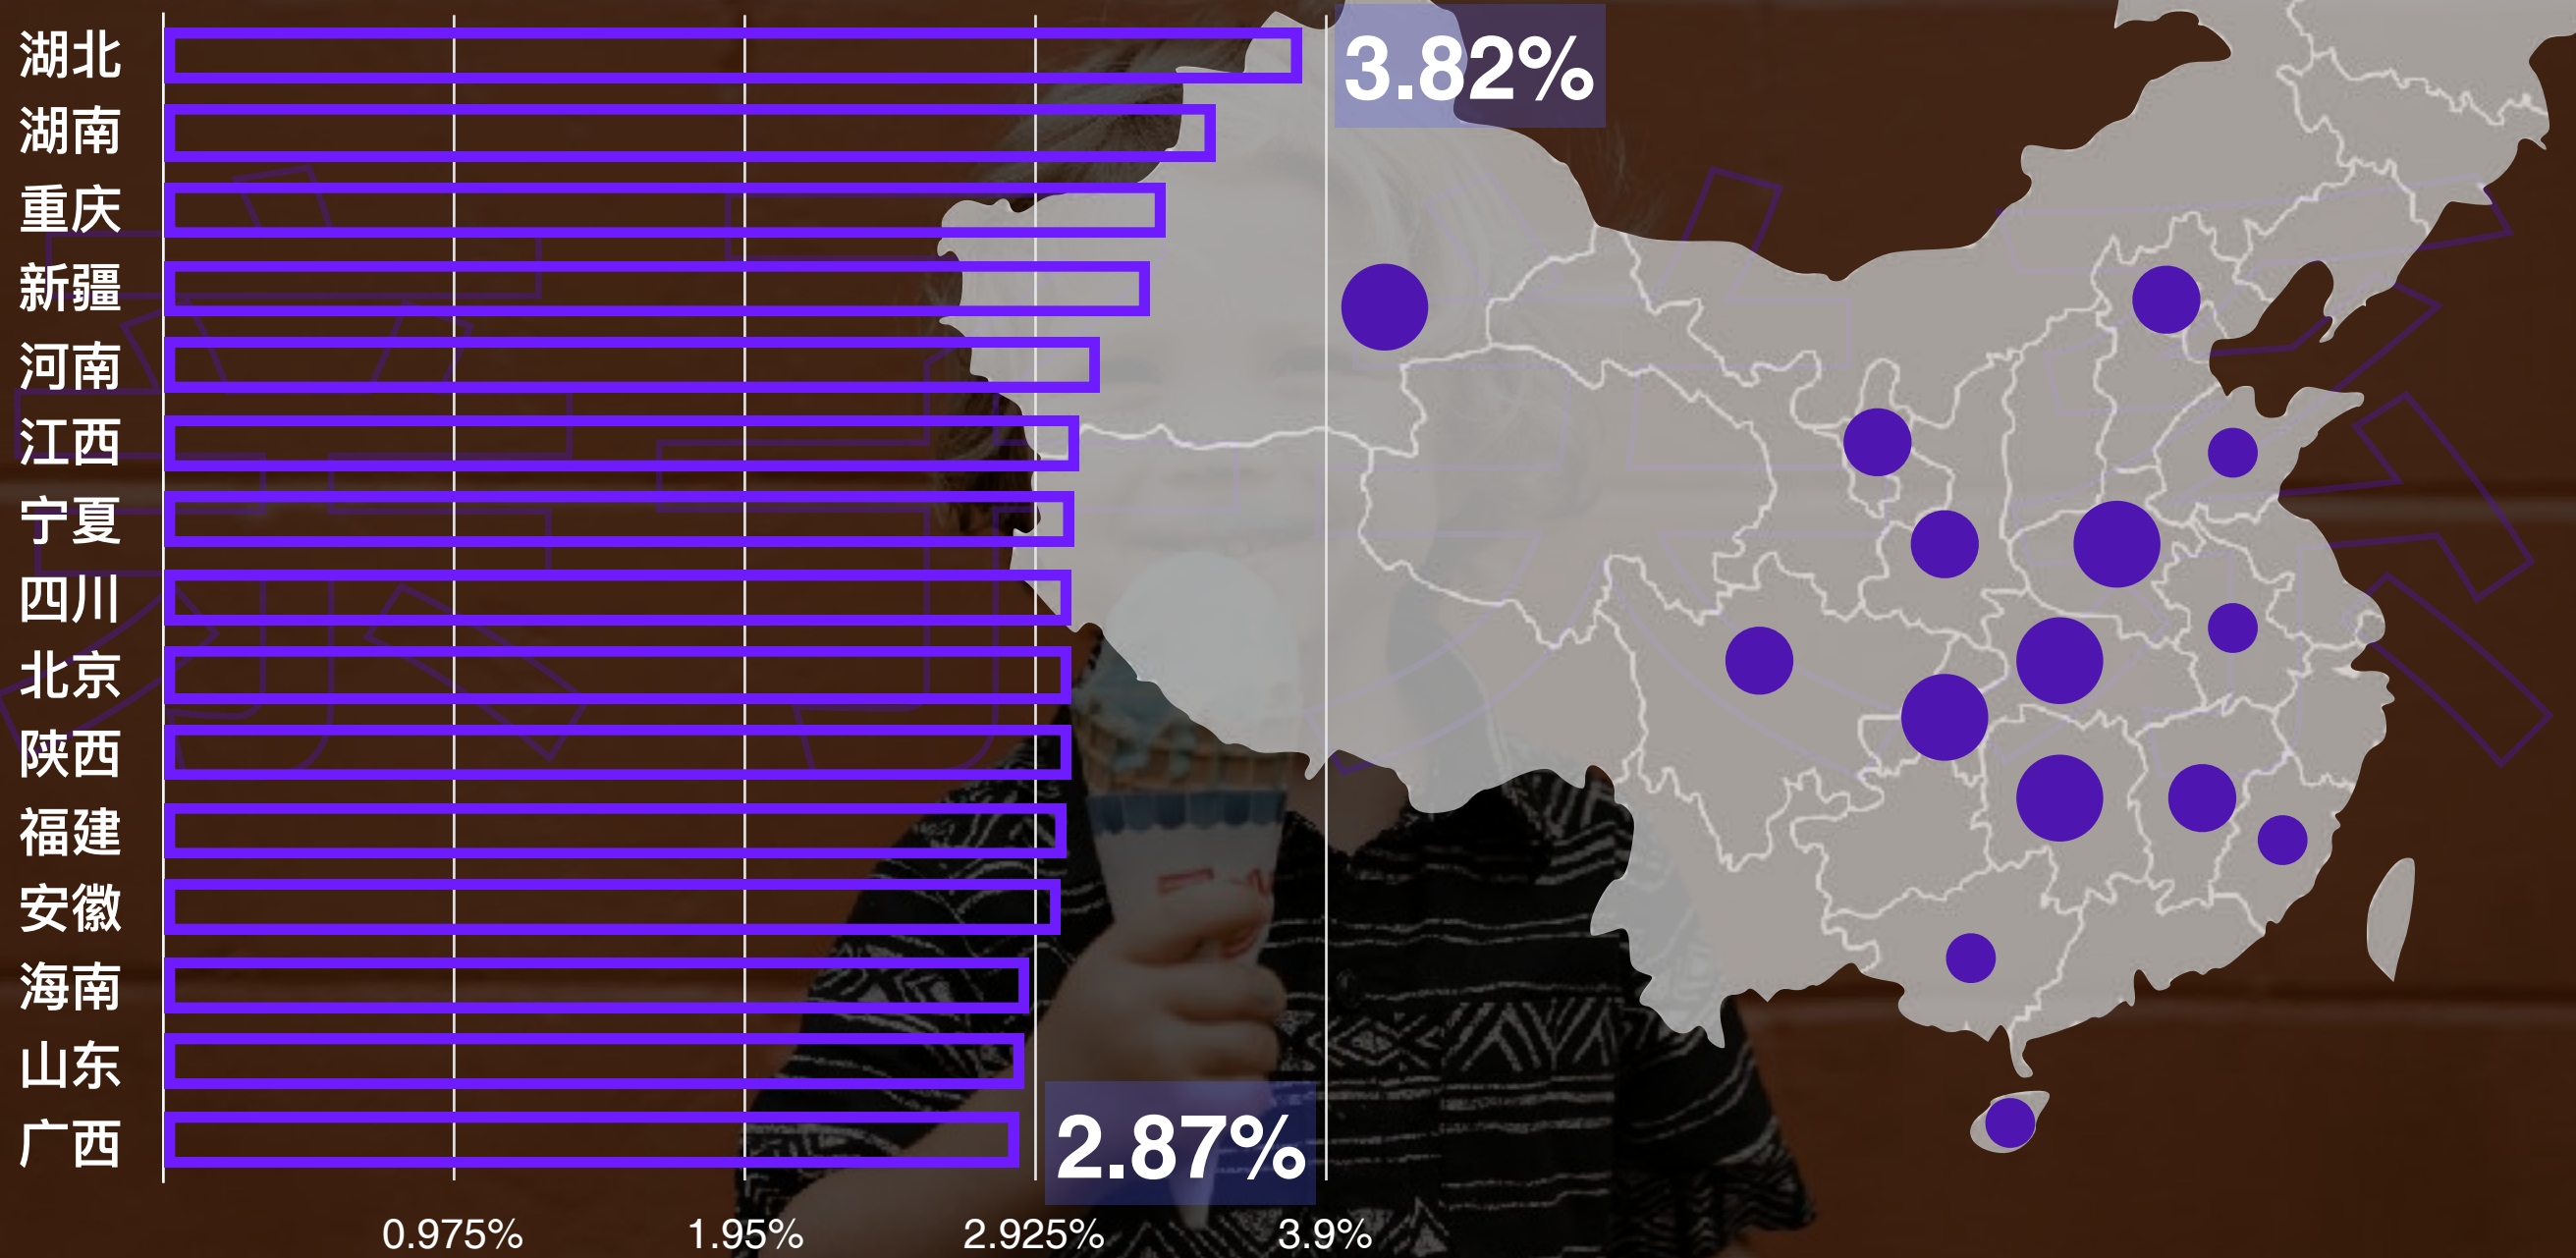 湖北
3.82%
湖南
重庆
新疆
河南
江西
宁夏
四川
北京
陕西
福建
安徽
海南
山东
广西
2.87%
0.975%
1.95%
2.925%
3.9%